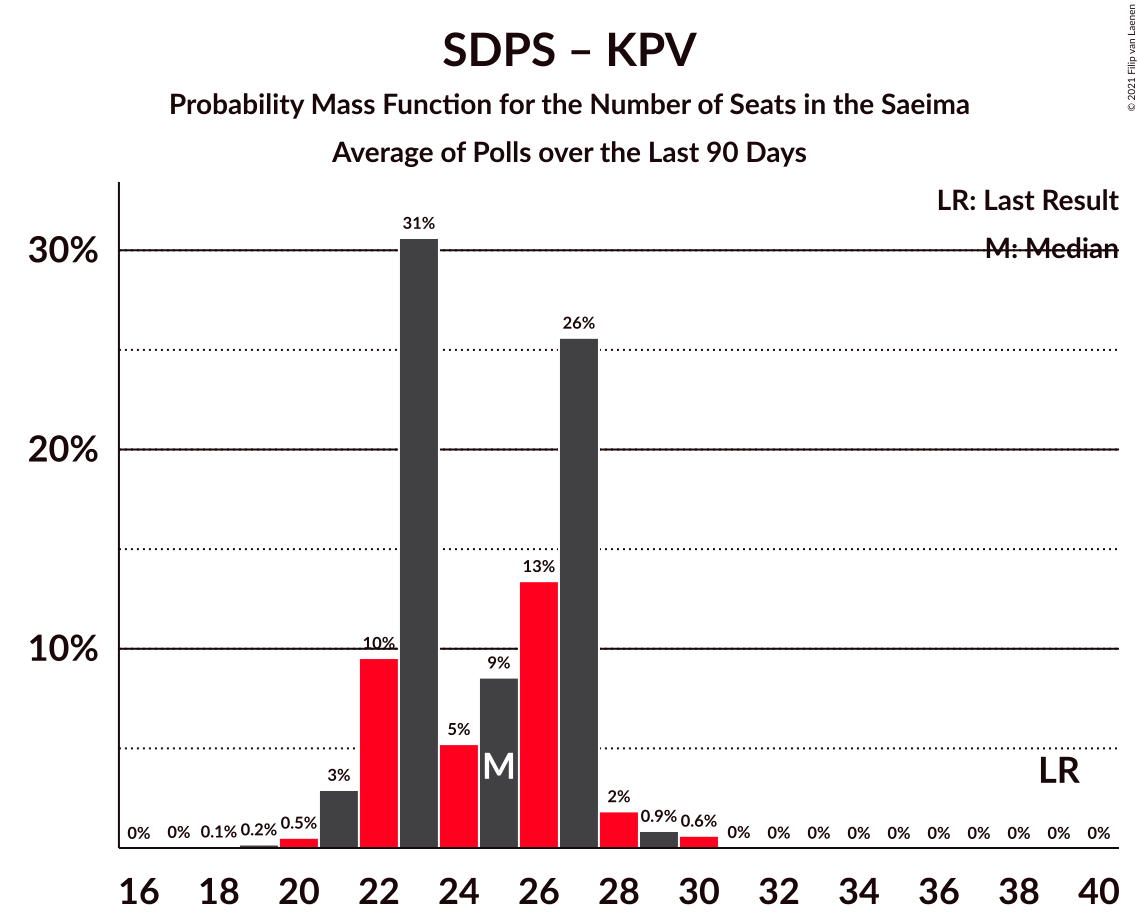 SDPS – KPV
Probability Mass Function for the Number of Seats in the Saeima
Average of Polls over the Last 90 Days
© 2021 Filip van Laenen
LR: Last Result
M: Median
30%
20%
10%
0% 0% 0.1% 0.2% 0.5% 3% 10% 31% 5% 9% 13% 26% 2% 0.9% 0.6% 0% 0% 0% 0% 0% 0% 0% 0% 0% 0%
M
LR
16 18 20 22 24 26 28 30 32 34 36 38 40